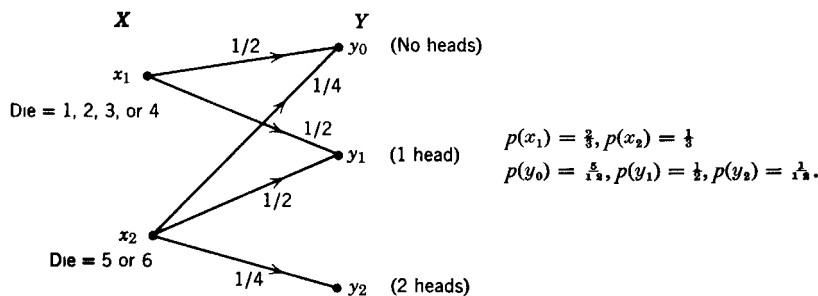 X Y
1/2
y₀ (No heads)
x₁
1/4
Die = 1, 2, 3, or 4
1/2
y₁ (1 head)
p(x₁) = 2/3, p(x₂) = 1/3
p(y₀) = 5/12, p(y₁) = 1/2, p(y₂) = 1/12.
1/2
x₂
Die = 5 or 6
1/4
y₂ (2 heads)